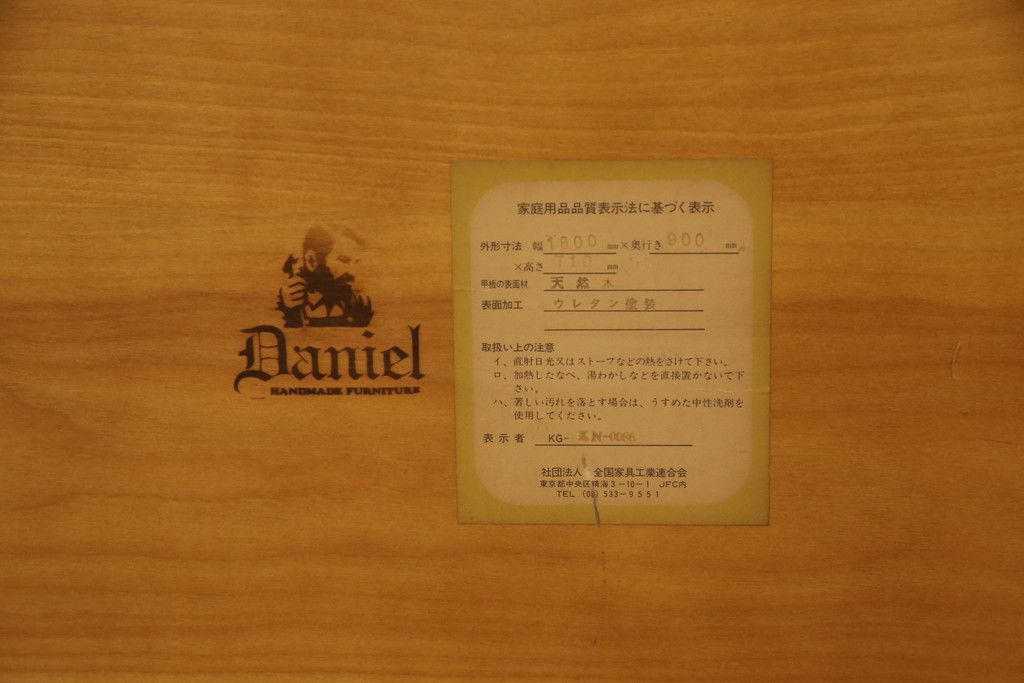 Daniel
HANDMADE FURNITURE
家庭用品品質表示法に基づく表示
外形寸法 幅 1800 mm×奥行き 900 mm
×高さ 710 mm
甲板の表面材 天然木
表面加工 ウレタン塗装
取扱い上の注意
イ、直射日光又はストーブなどの熱をさけて下さい。
ロ、加熱したなべ、湯わかしなどを直接置かないで下
さい。
ハ、著しい汚れを落とす場合は、うすめた中性洗剤を
使用してください。
表示者 KG-
社団法人 全国家具工業連合会
東京都中央区晴海3-10-1 JFC内
TEL (03) 533-9551